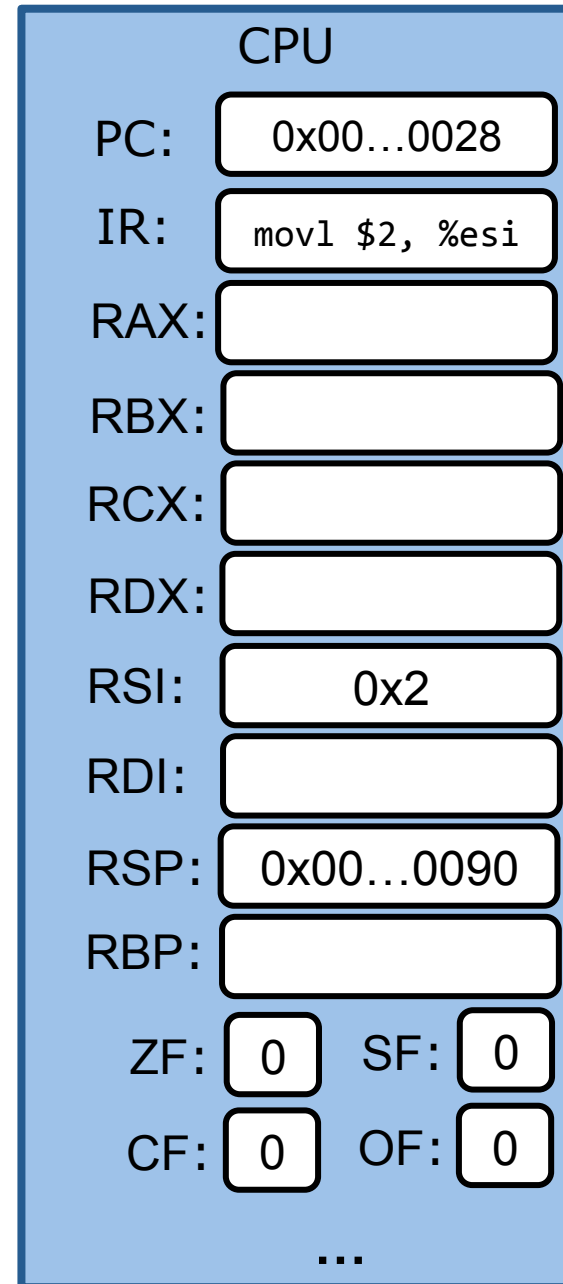 CPU
PC: 0x00…0028
IR: movl $2, %esi
RAX:
RBX:
RCX:
RDX:
RSI: 0x2
RDI:
RSP: 0x00…0090
RBP:
ZF: 0 SF: 0
CF: 0 OF: 0
…